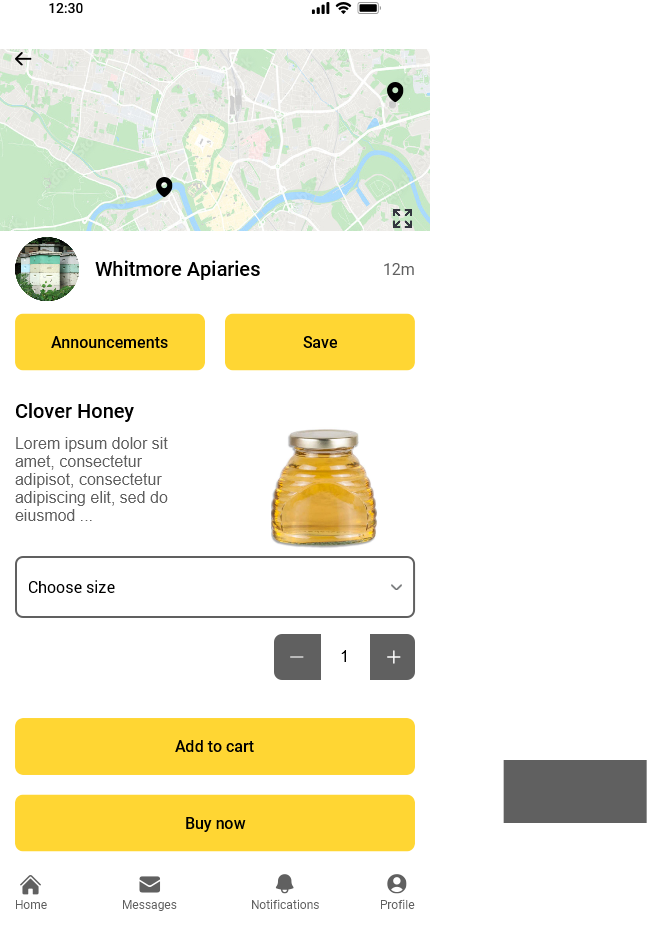 12:30
Whitmore Apiaries
12m
Announcements
Save
Clover Honey
Lorem ipsum dolor sit
amet, consectetur
adipisot, consectetur
adipiscing elit, sed do
eiusmod ...
Choose size
1
Add to cart
Buy now
Home
Messages
Notifications
Profile